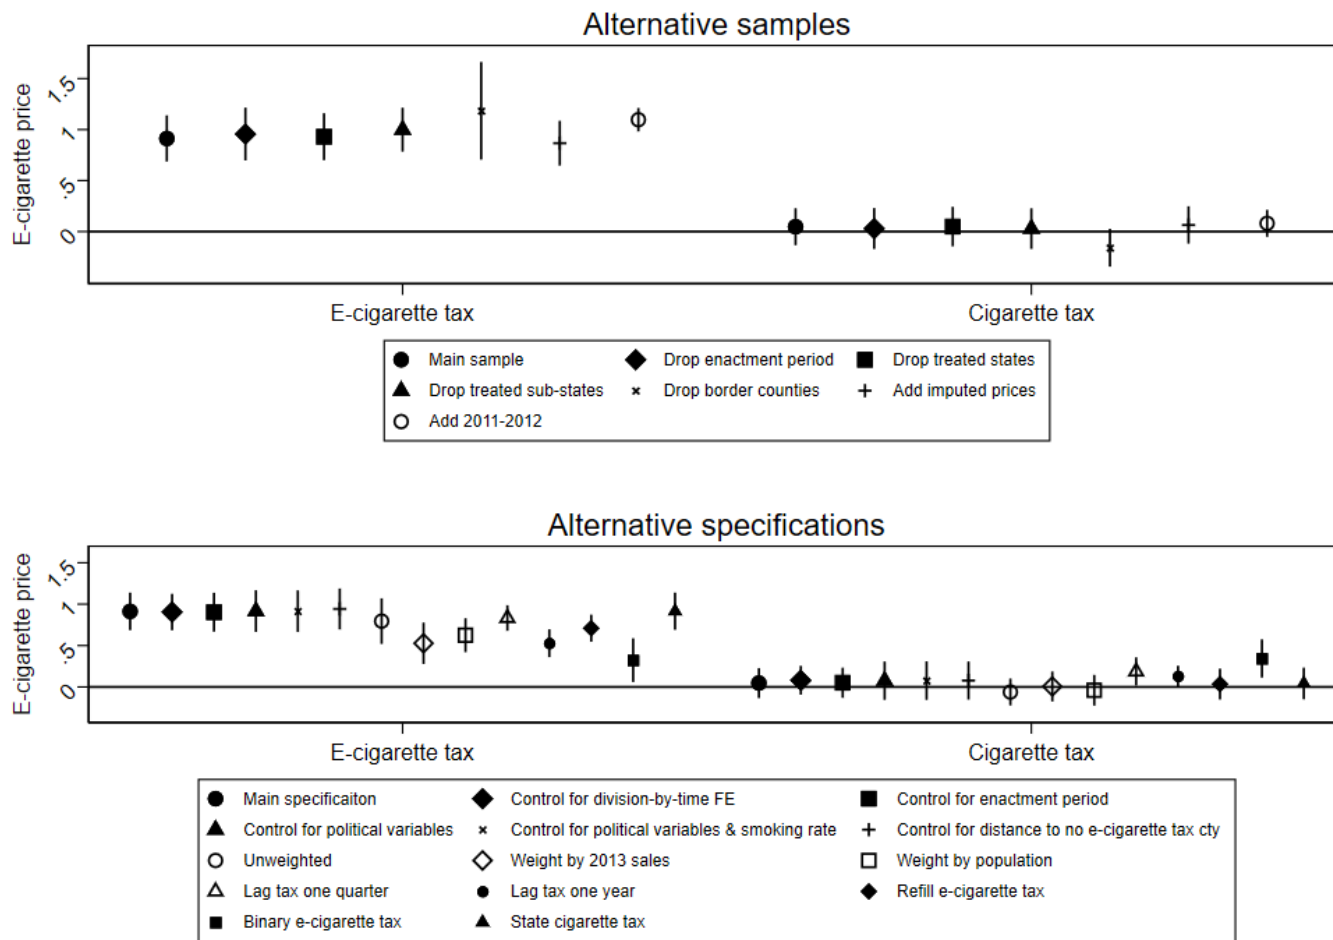 Alternative samples
E-cigarette price
1.5
1
.5
0
E-cigarette tax
Cigarette tax
Main sample
Drop enactment period
Drop treated states
Drop treated sub-states
Drop border counties
Add imputed prices
Add 2011-2012
Alternative specifications
E-cigarette price
1.5
1
.5
0
E-cigarette tax
Cigarette tax
Main specificaiton
Control for division-by-time FE
Control for enactment period
Control for political variables
Control for political variables & smoking rate
Control for distance to no e-cigarette tax cty
Unweighted
Weight by 2013 sales
Weight by population
Lag tax one quarter
Lag tax one year
Refill e-cigarette tax
Binary e-cigarette tax
State cigarette tax